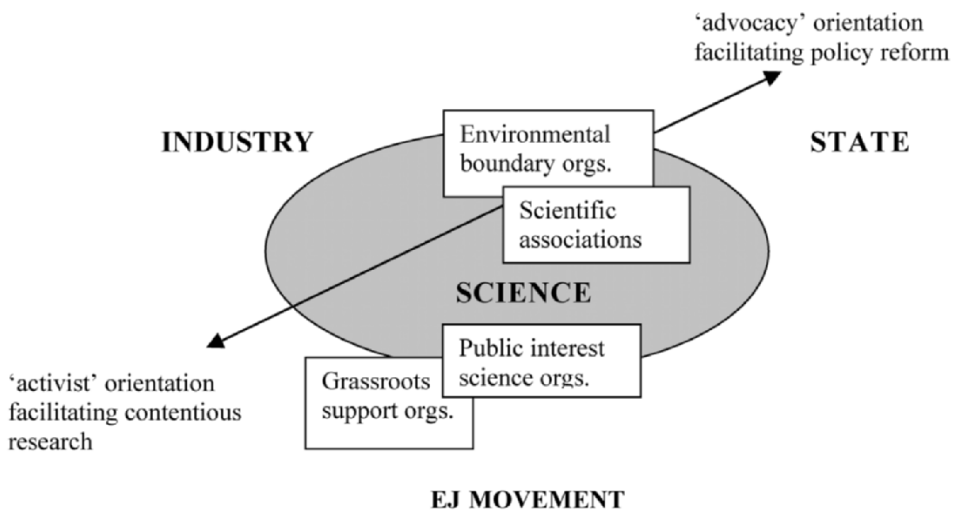 ‘advocacy’ orientation
facilitating policy reform
INDUSTRY
STATE
Environmental
boundary orgs.
Scientific
associations
SCIENCE
Public interest
science orgs.
Grassroots
support orgs.
‘activist’ orientation
facilitating contentious
research
EJ MOVEMENT